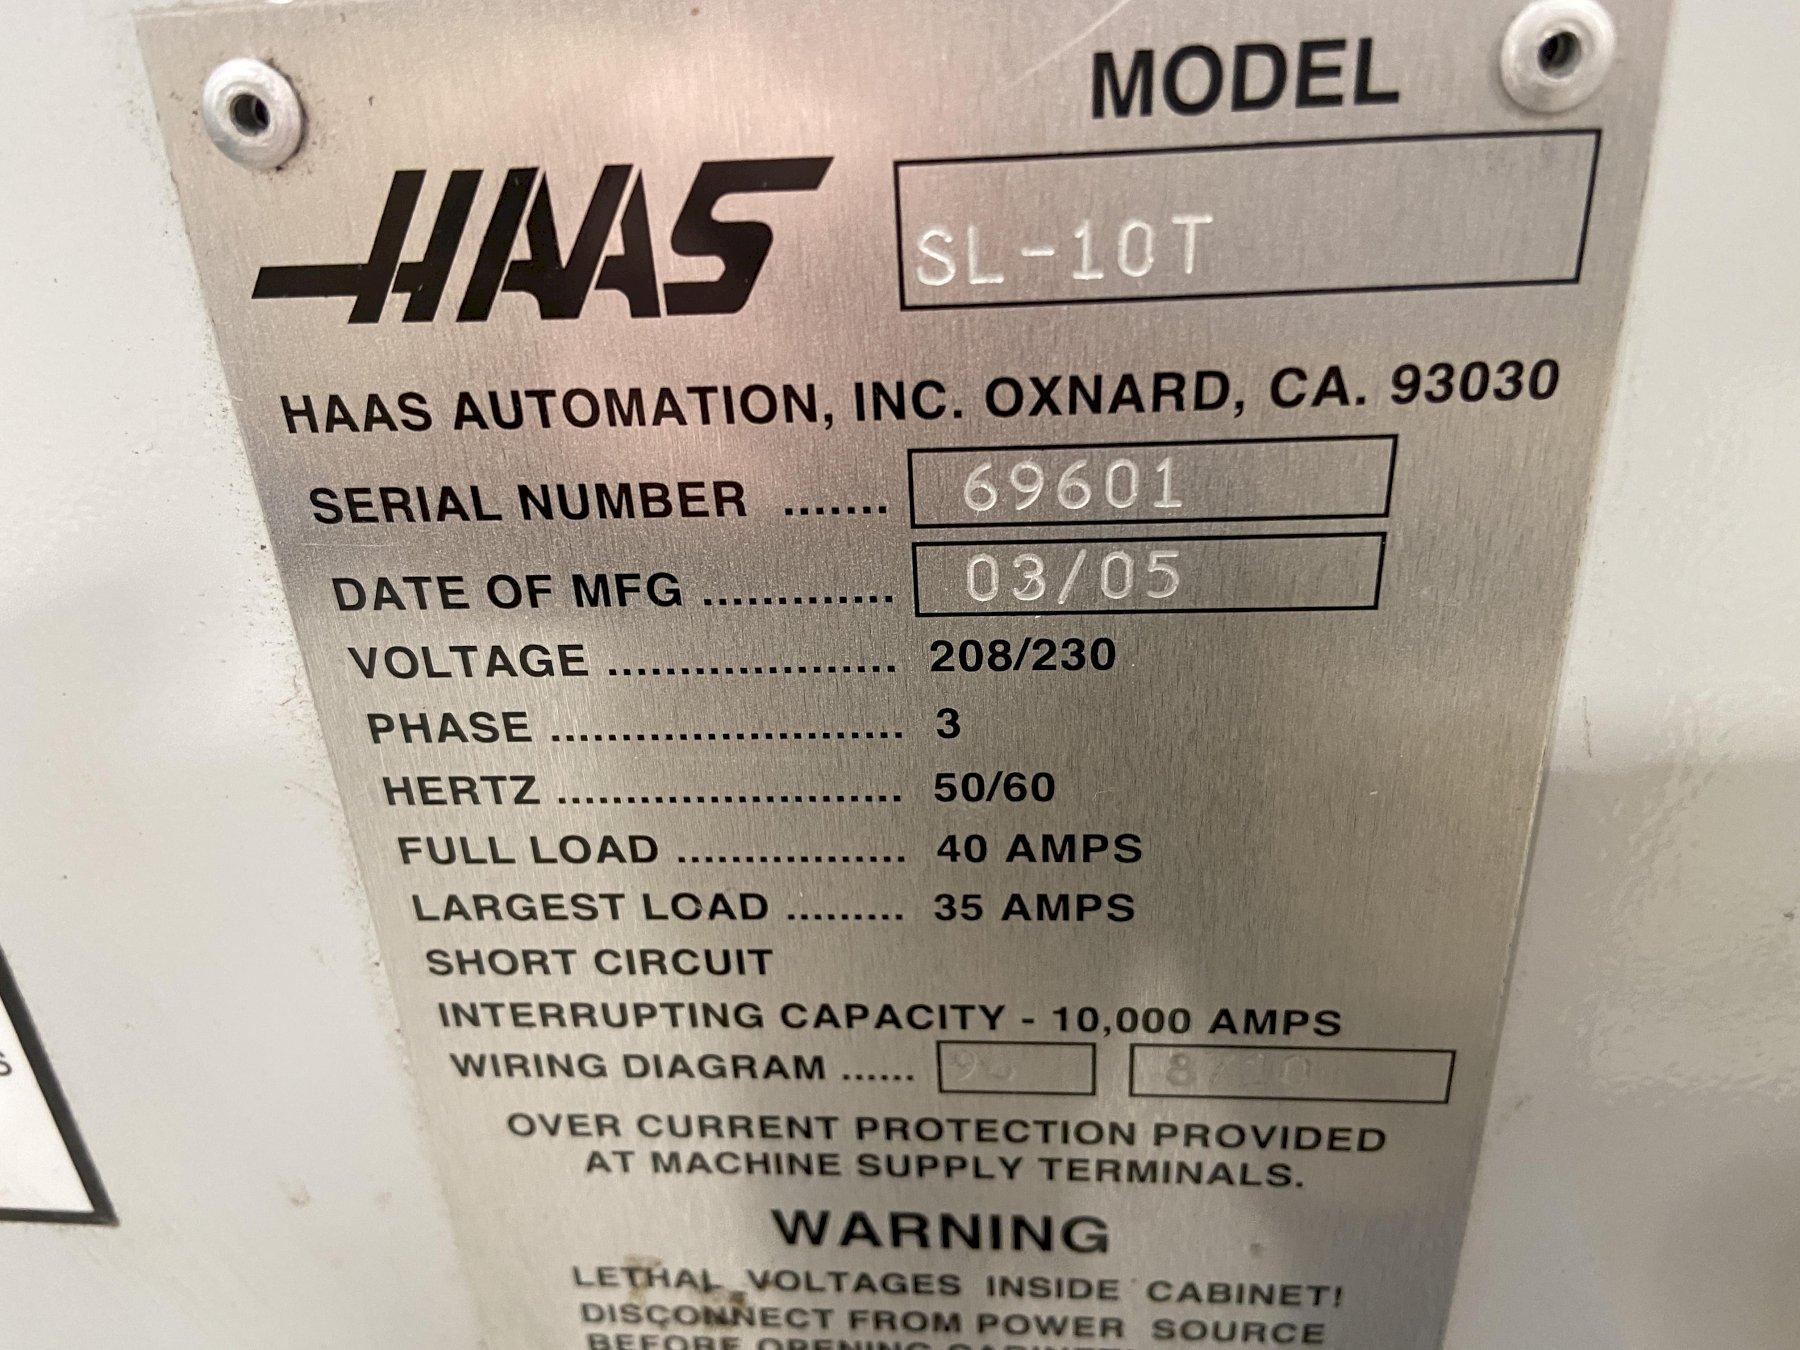 MODEL
HAAS
SL-10T
HAAS AUTOMATION, INC. OXNARD, CA. 93030
SERIAL NUMBER ....... 69601
DATE OF MFG ............. 03/05
VOLTAGE .................... 208/230
PHASE ......................... 3
HERTZ ......................... 50/60
FULL LOAD ................. 40 AMPS
LARGEST LOAD ......... 35 AMPS
SHORT CIRCUIT
INTERRUPTING CAPACITY - 10,000 AMPS
WIRING DIAGRAM ......
OVER CURRENT PROTECTION PROVIDED
AT MACHINE SUPPLY TERMINALS.
WARNING
LETHAL VOLTAGES INSIDE CABINET!
DISCONNECT FROM POWER SOURCE
BEFORE OPENING